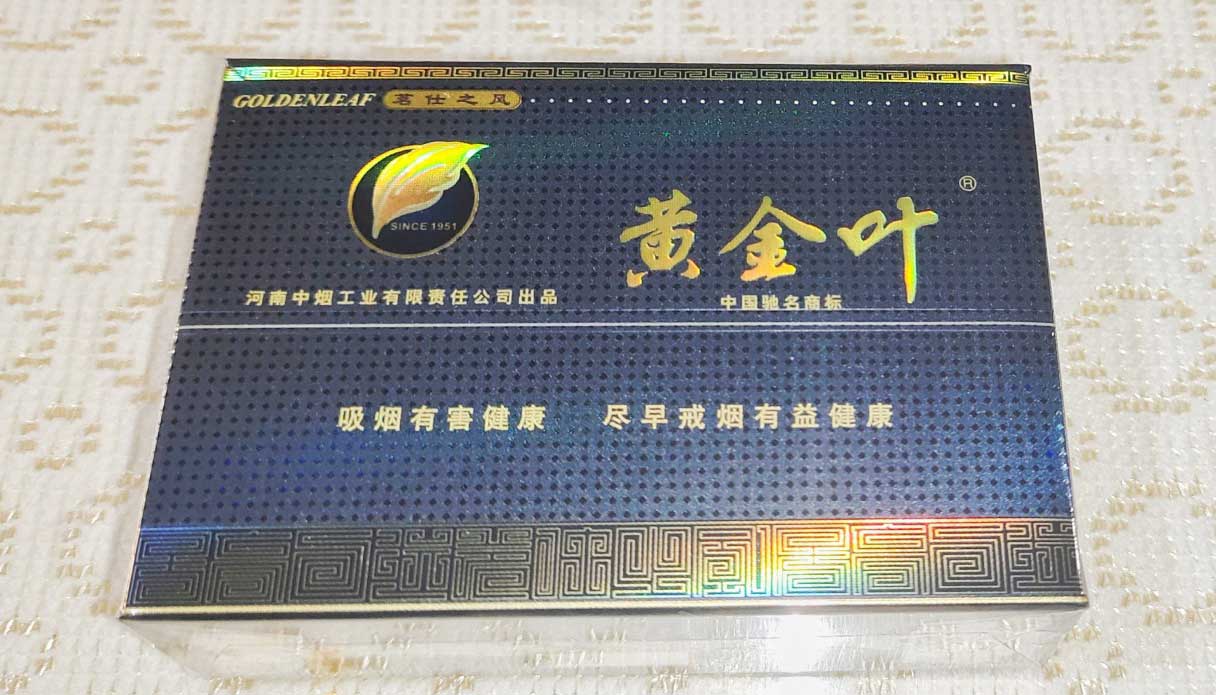 GOLDENLEAF 茗仕之风
SINCE 1951
黄金叶®
河南中烟工业有限责任公司出品
中国驰名商标
吸烟有害健康 尽早戒烟有益健康